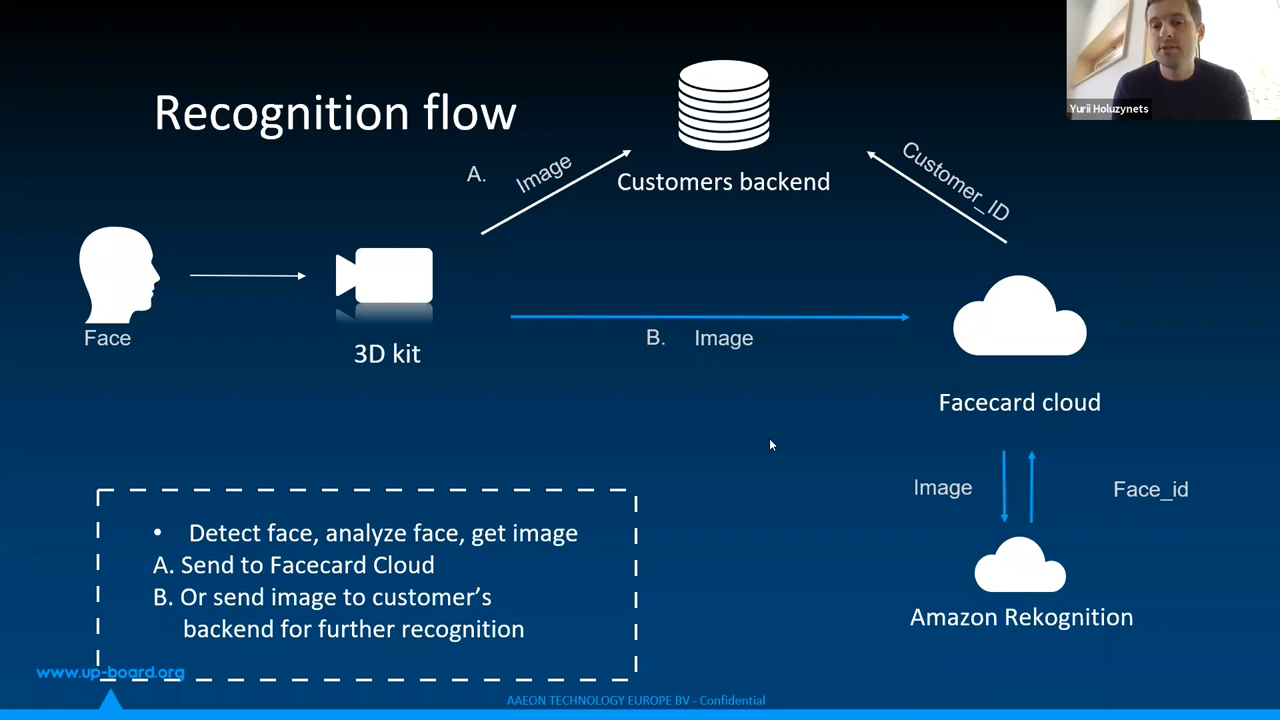 Yurii Holuzynets
Recognition flow
A. Image
Customers backend
Customer_ID
Face
3D kit
B. Image
Facecard cloud
Image
Face_id
Amazon Rekognition
• Detect face, analyze face, get image
A. Send to Facecard Cloud
B. Or send image to customer’s
backend for further recognition
www.up-board.org
AAEON TECHNOLOGY EUROPE BV - Confidential